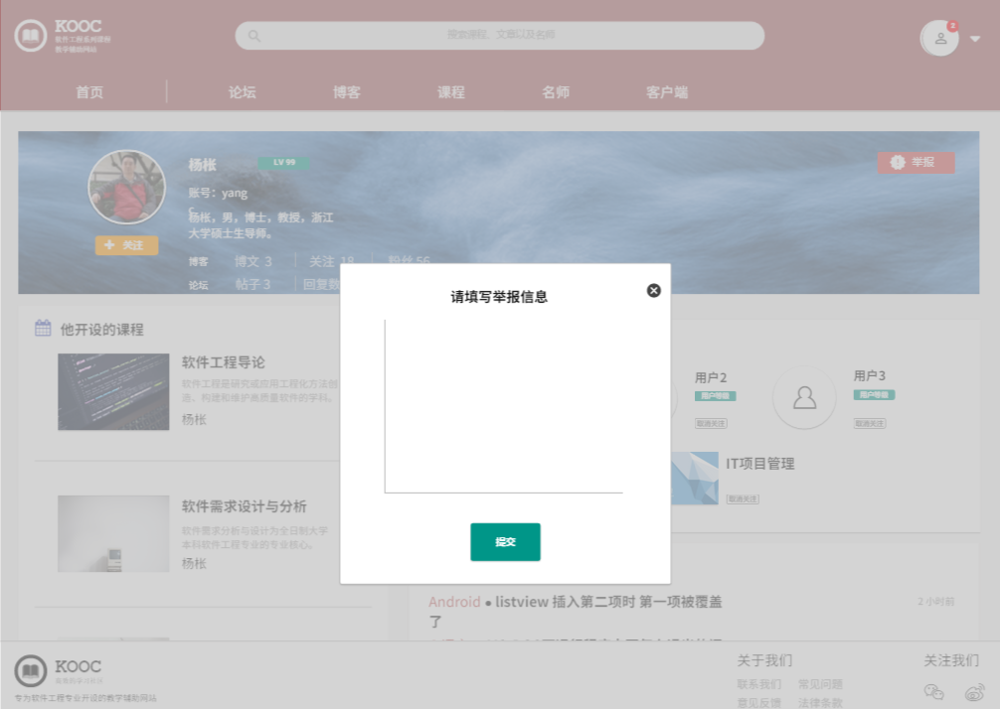 KOOC
软件工程系列课程
教学辅助网站
搜索课程、文章以及名师
2
首页
论坛
博客
课程
名师
客户端
杨枨
LV 99
举报
账号：yang
杨枨，男，博士，教授，浙江
大学硕士生导师。
关注
博客 博文 3 关注 18 粉丝 56
论坛 帖子 3 回复数
请填写举报信息
提交
他开设的课程
软件工程导论
软件工程是研究或应用工程化方法创
造、构建和维护高质量软件的学科。
杨枨
软件需求设计与分析
软件需求分析与设计为全日制大学
本科软件工程专业的专业核心。
杨枨
用户2
用户等级
取消关注
用户3
用户等级
取消关注
IT项目管理
取消关注
Android ● listview 插入第二项时 第一项被覆盖
了
2 小时前
KOOC
专为软件工程专业开设的教学辅助网站
关于我们
联系我们 常见问题
意见反馈 法律条款
关注我们